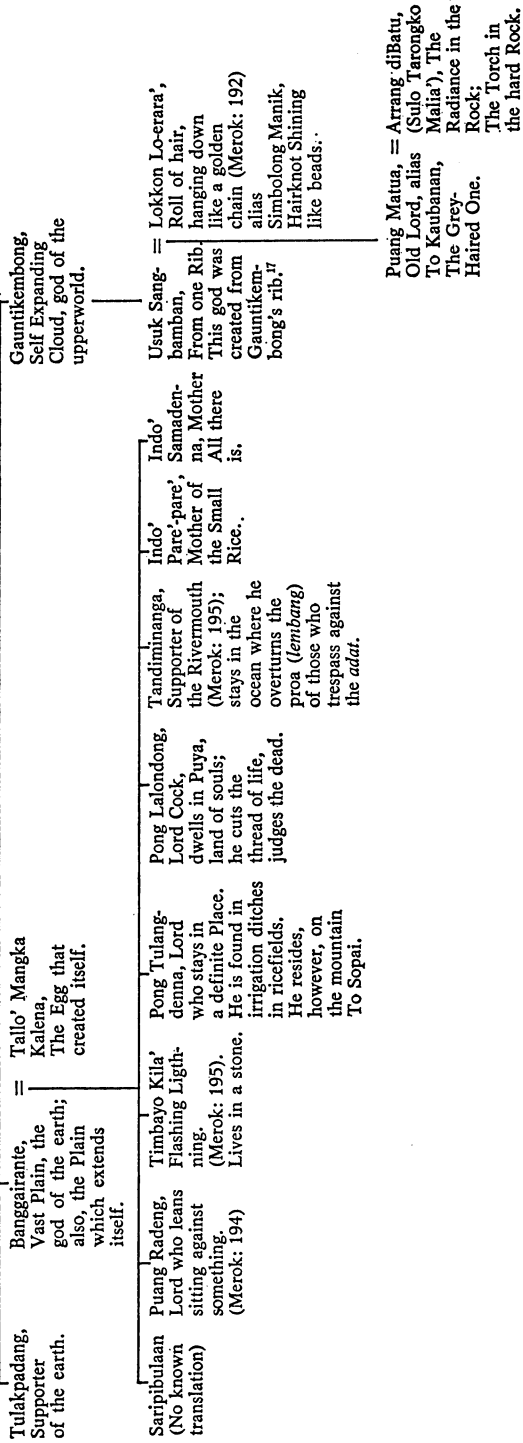 Tulakpadang,
Supporter
of the earth.
Banggairante,
Vast Plain, the
god of the earth;
also, the Plain
which extends
itself.
=
Tallo' Mangka
Kalena,
The Egg that
created itself.
Gauntikembong,
Self Expanding
Cloud, god of the
upperworld.
Saripibulaan
(No known
translation)
Puang Radeng,
Lord who leans
sitting against
something.
(Merok: 194)
Timbayo Kila'
Flashing Ligth-
ning.
(Merok: 195).
Lives in a stone.
Pong Tulang-
denna, Lord
who stays in
a definite Place.
He is found in
irrigation ditches
in ricefields.
He resides,
however, on
the mountain
To Sopai.
Pong Lalondong,
Lord Cock,
dwells in Puya,
land of souls;
he cuts the
thread of life,
judges the dead.
Tandiminanga,
Supporter of
the Rivermouth
(Merok: 195);
stays in the
ocean where he
overturns the
proa (lembang)
of those who
trespass against
the adat.
Indo'
Pare'-pare',
Mother of
the Small
Rice..
Indo'
Samaden-
na, Mother
All there
is.
Usuk Sang-
bamban,
From one Rib.
This god was
created from
Gauntikem-
bong's rib.17
=
Lokkon Lo-erara',
Roll of hair,
hanging down
like a golden
chain (Merok: 192)
alias
Simbolong Manik,
Hairknot Shining
like beads.
Puang Matua,
Old Lord, alias
To Kaubanan,
The Grey-
Haired One.
=
Arrang diBatu,
(Sulo Tarongko
Malia'), The
Radiance in the
Rock;
The Torch in
the hard Rock.